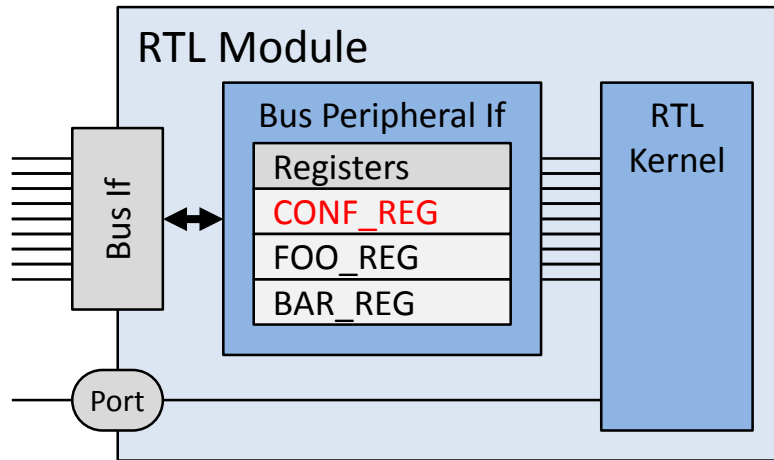 RTL Module
Bus If
Bus Peripheral If
Registers
CONF_REG
FOO_REG
BAR_REG
RTL
Kernel
Port